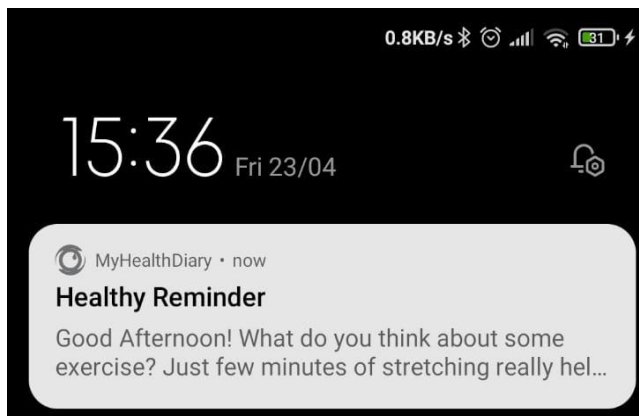 0.8KB/s 31
15:36 Fri 23/04
MyHealthDiary • now
Healthy Reminder
Good Afternoon! What do you think about some
exercise? Just few minutes of stretching really hel...